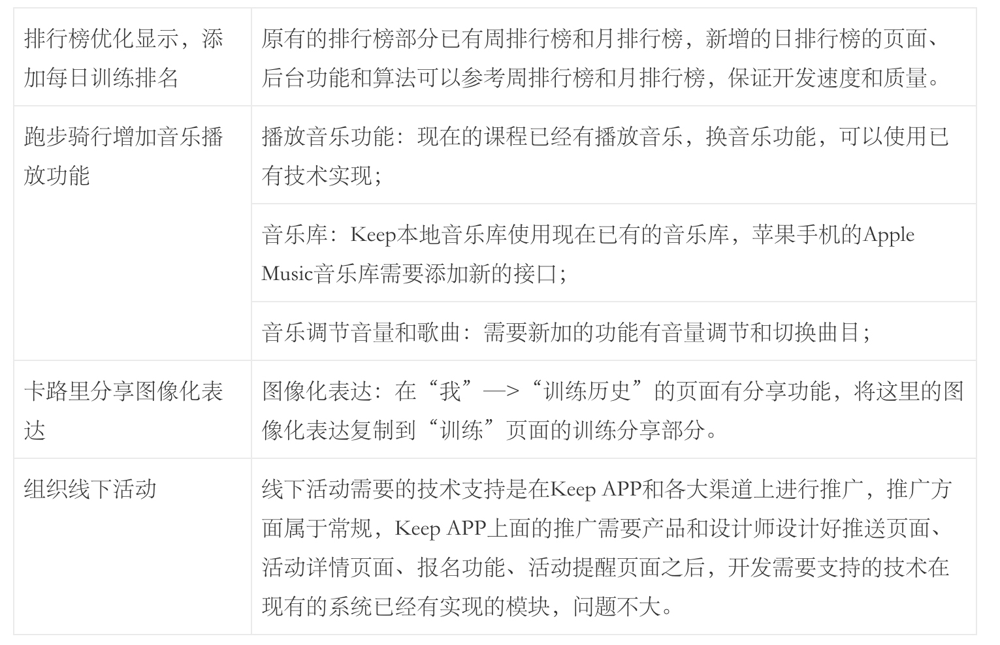 排行榜优化显示，添
加每日训练排名
原有的排行榜部分已有周排行榜和月排行榜，新增的日排行榜的页面、
后台功能和算法可以参考周排行榜和月排行榜，保证开发速度和质量。
跑步骑行增加音乐播
放功能
播放音乐功能：现在的课程已经有播放音乐，换音乐功能，可以使用已
有技术实现；
音乐库：Keep本地音乐库使用现在已有的音乐库，苹果手机的Apple
Music音乐库需要添加新的接口；
音乐调节音量和歌曲：需要新加的功能有音量调节和切换曲目；
卡路里分享图像化表
达
图像化表达：在“我”—>“训练历史”的页面有分享功能，将这里的图
像化表达复制到“训练”页面的训练分享部分。
组织线下活动
线下活动需要的技术支持是在Keep APP和各大渠道上进行推广，推广方
面属于常规，Keep APP上面的推广需要产品和设计师设计好推送页面、
活动详情页面、报名功能、活动提醒页面之后，开发需要支持的技术在
现有的系统已经有实现的模块，问题不大。